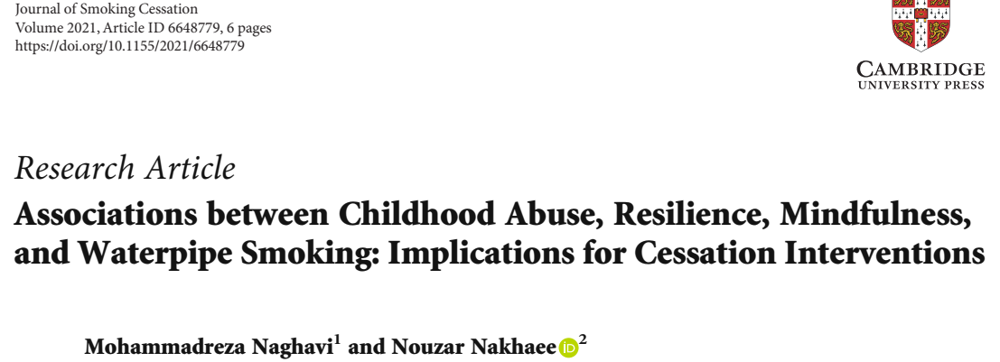 Journal of Smoking Cessation
Volume 2021, Article ID 6648779, 6 pages
https://doi.org/10.1155/2021/6648779
CAMBRIDGE
UNIVERSITY PRESS
Research Article
Associations between Childhood Abuse, Resilience, Mindfulness,
and Waterpipe Smoking: Implications for Cessation Interventions
Mohammadreza Naghavi1 and Nouzar Nakhaee iD 2